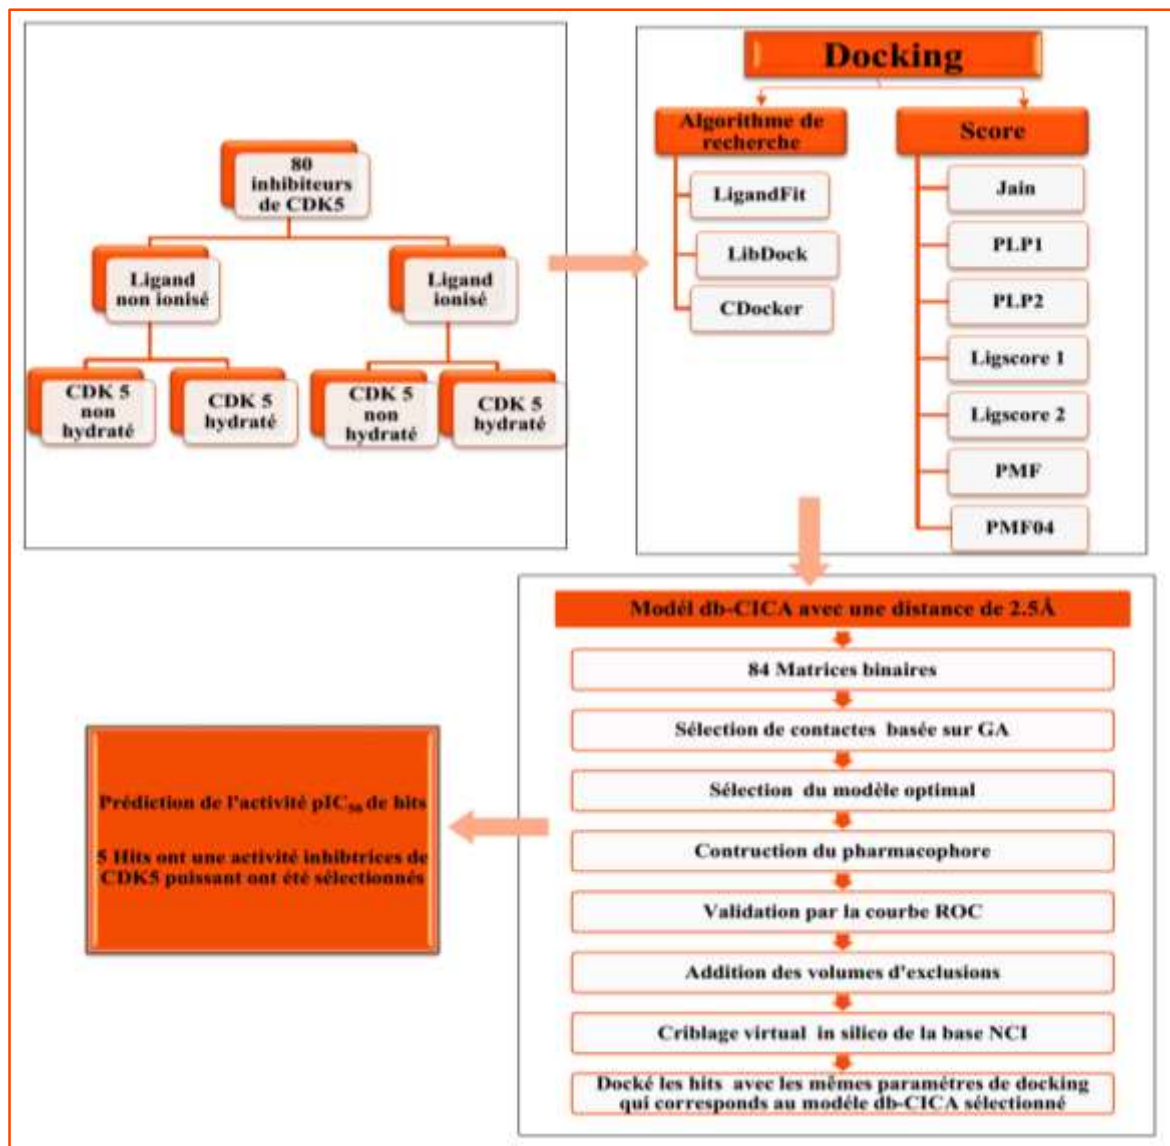 80
inhibiteurs
de CDK5
Ligand
non ionisé
Ligand
ionisé
CDK 5
non
hydraté
CDK 5
hydraté
CDK 5
non
hydraté
CDK 5
hydraté
Docking
Algorithme de
recherche
LigandFit
LibDock
CDocker
Score
Jain
PLP1
PLP2
Ligscore 1
Ligscore 2
PMF
PMF04
Modél db-CICA avec une distance de 2.5Å
84 Matrices binaires
Sélection de contactes basée sur GA
Sélection du modèle optimal
Contruction du pharmacophore
Validation par la courbe ROC
Addition des volumes d'exclusions
Criblage virtual in silico de la base NCI
Docké les hits avec les mêmes paramétres de docking
qui corresponds au modéle db-CICA sélectionné
Prédiction de l'activité pIC₅₀ de hits
5 Hits ont une activité inhibtrices de
CDK5 puissant ont été sélectionnés